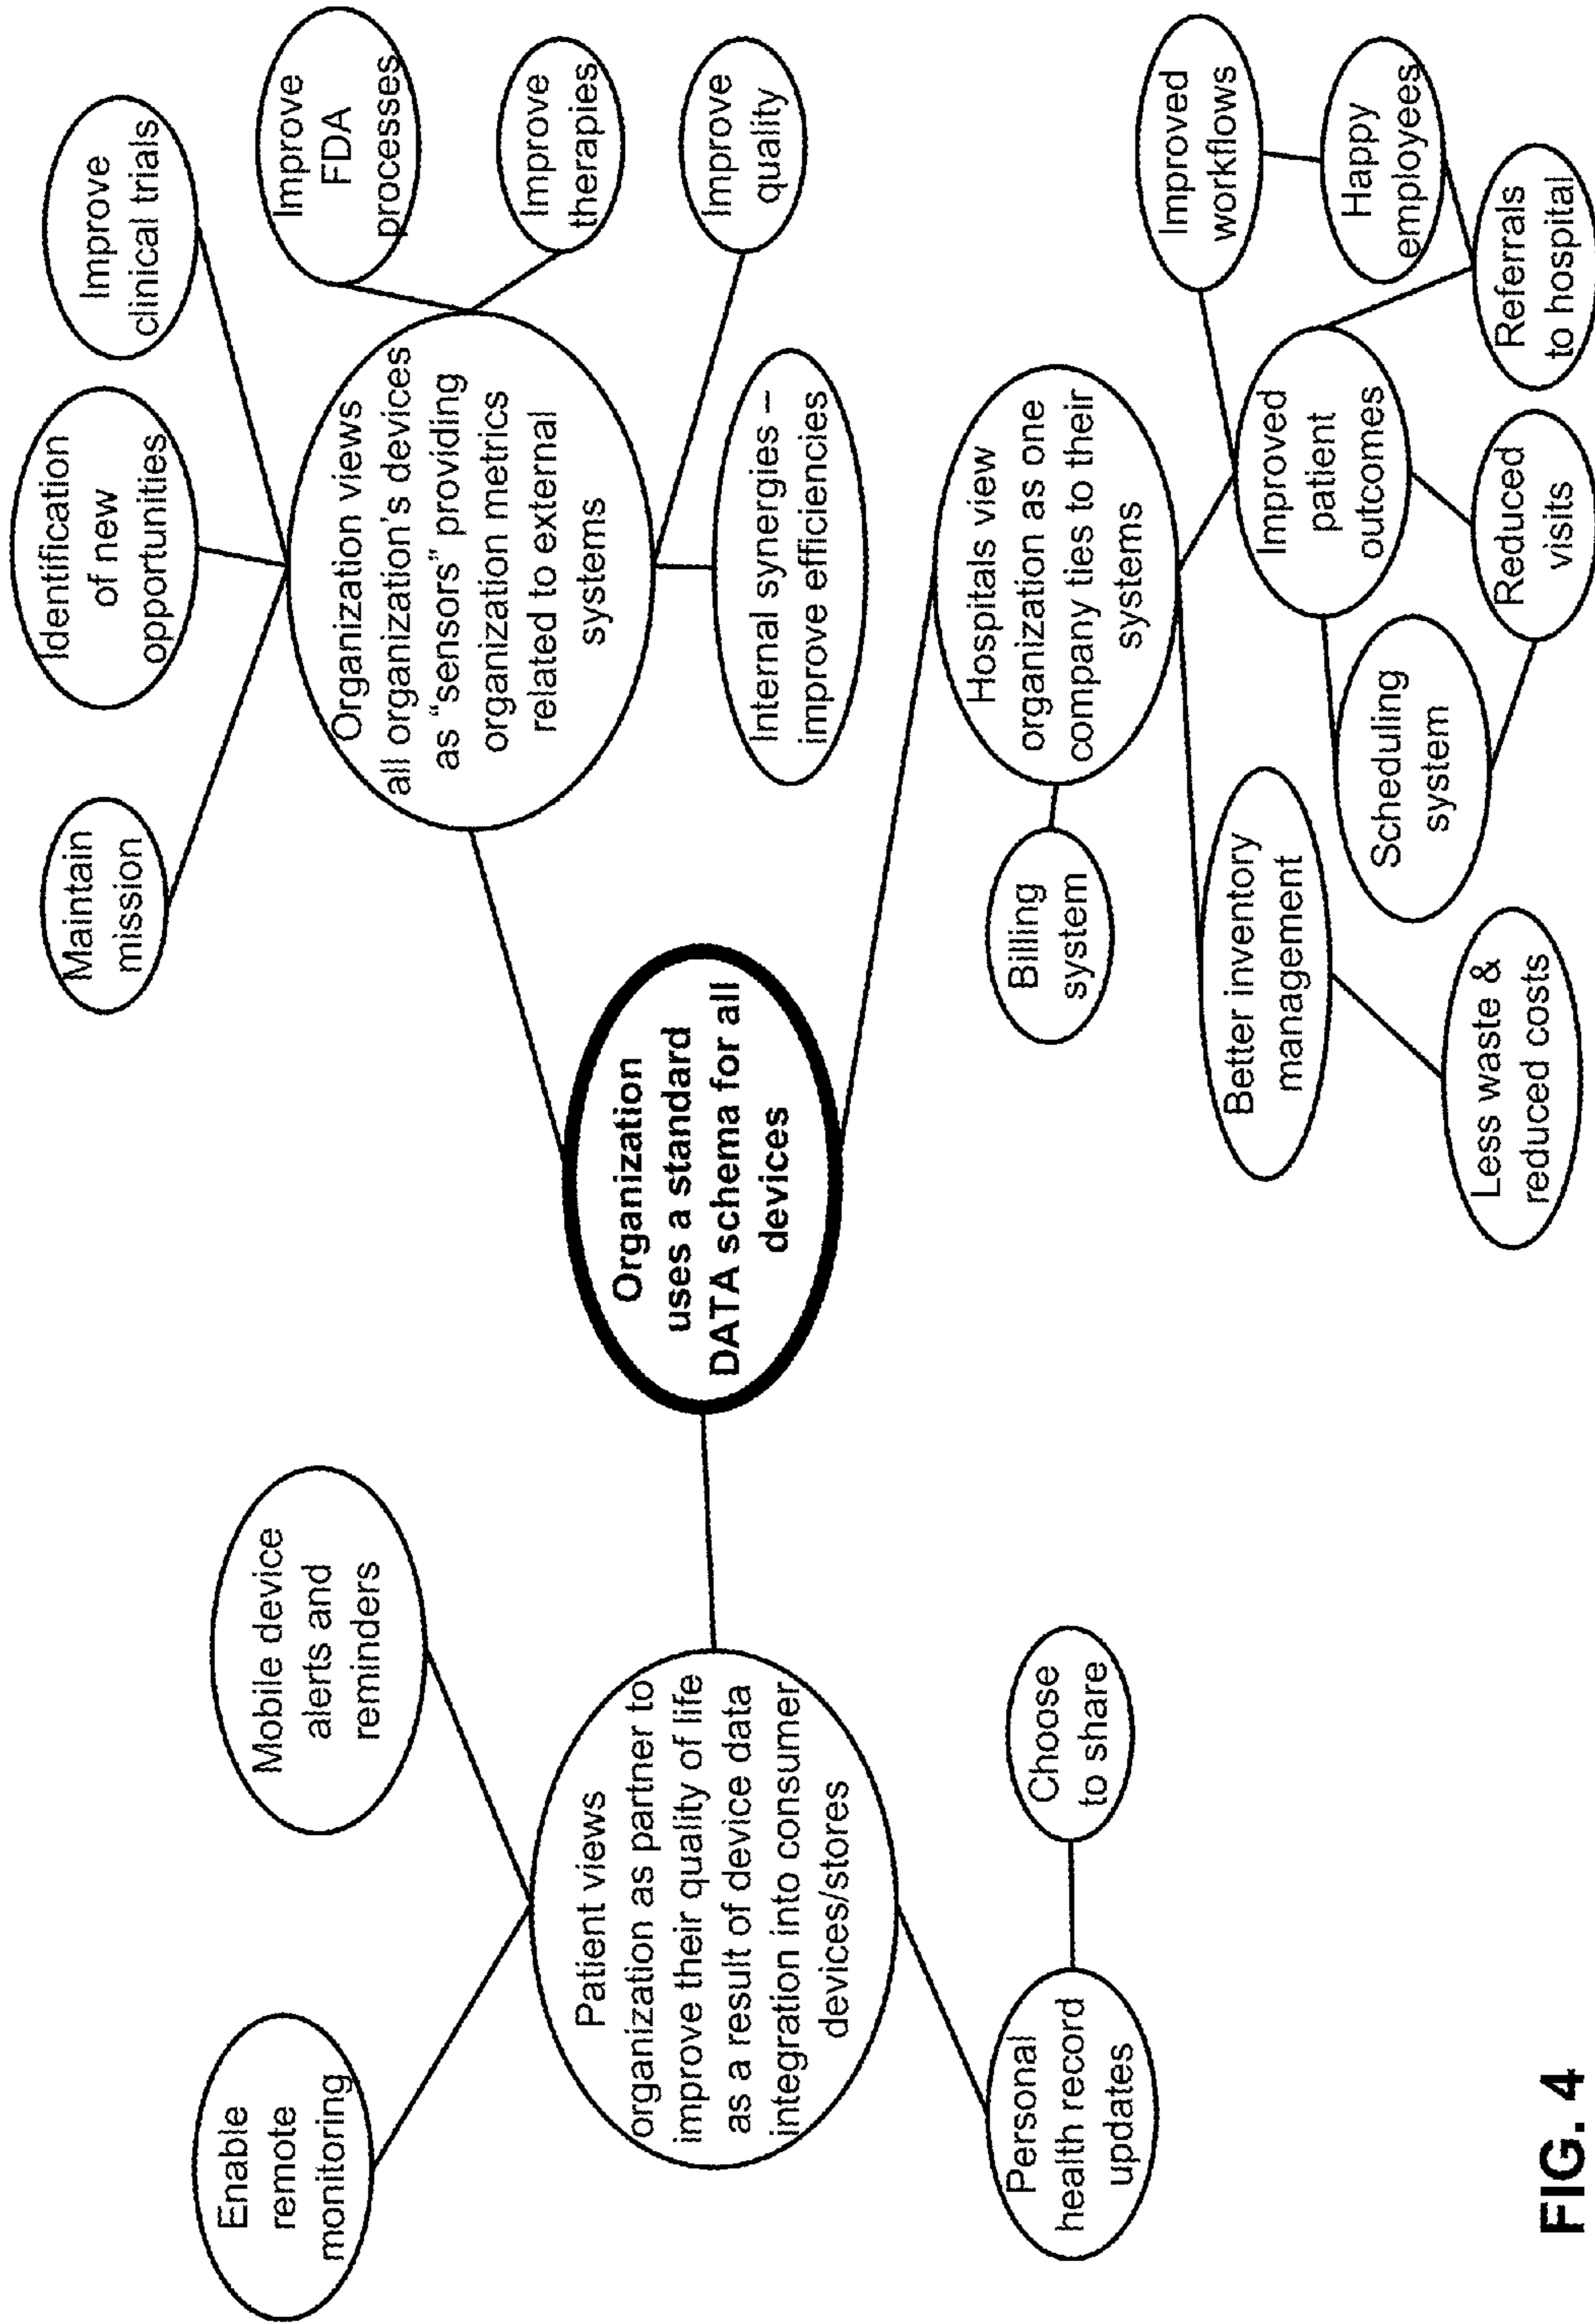 Enable
remote
monitoring
Mobile device
alerts and
reminders
Patient views
organization as partner to
improve their quality of life
as a result of device data
integration into consumer
devices/stores
Personal
health record
updates
Choose
to share
Organization
uses a standard
DATA schema for all
devices
Maintain
mission
Identification
of new
opportunities
Improve
clinical trials
Improve
FDA
processes
Improve
therapies
Improve
quality
Organization views
all organization's devices
as “sensors” providing
organization metrics
related to external
systems
Internal synergies –
improve efficiencies
Hospitals view
organization as one
company ties to their
systems
Billing
system
Better inventory
management
Less waste &
reduced costs
Scheduling
system
Improved
patient
outcomes
Reduced
visits
Improved
workflows
Happy
employees
Referrals
to hospital
FIG. 4